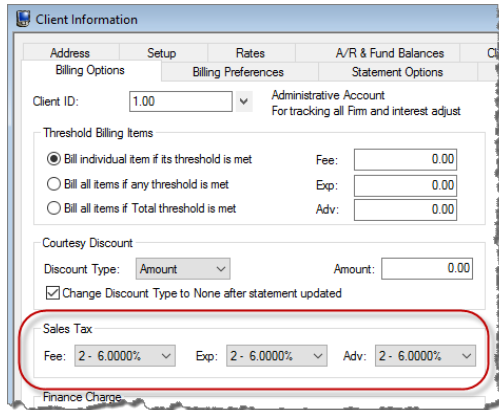 Client Information
Address Setup Rates A/R & Fund Balances
Billing Options Billing Preferences Statement Options
Client ID: 1.00 Administrative Account
For tracking all Firm and interest adjust
Threshold Billing Items
Bill individual item if its threshold is met Fee: 0.00
Bill all items if any threshold is met Exp: 0.00
Bill all items if Total threshold is met Adv: 0.00
Courtesy Discount
Discount Type: Amount Amount: 0.00
Change Discount Type to None after statement updated
Sales Tax
Fee: 2 - 6.0000% Exp: 2 - 6.0000% Adv: 2 - 6.0000%
Finance Charge